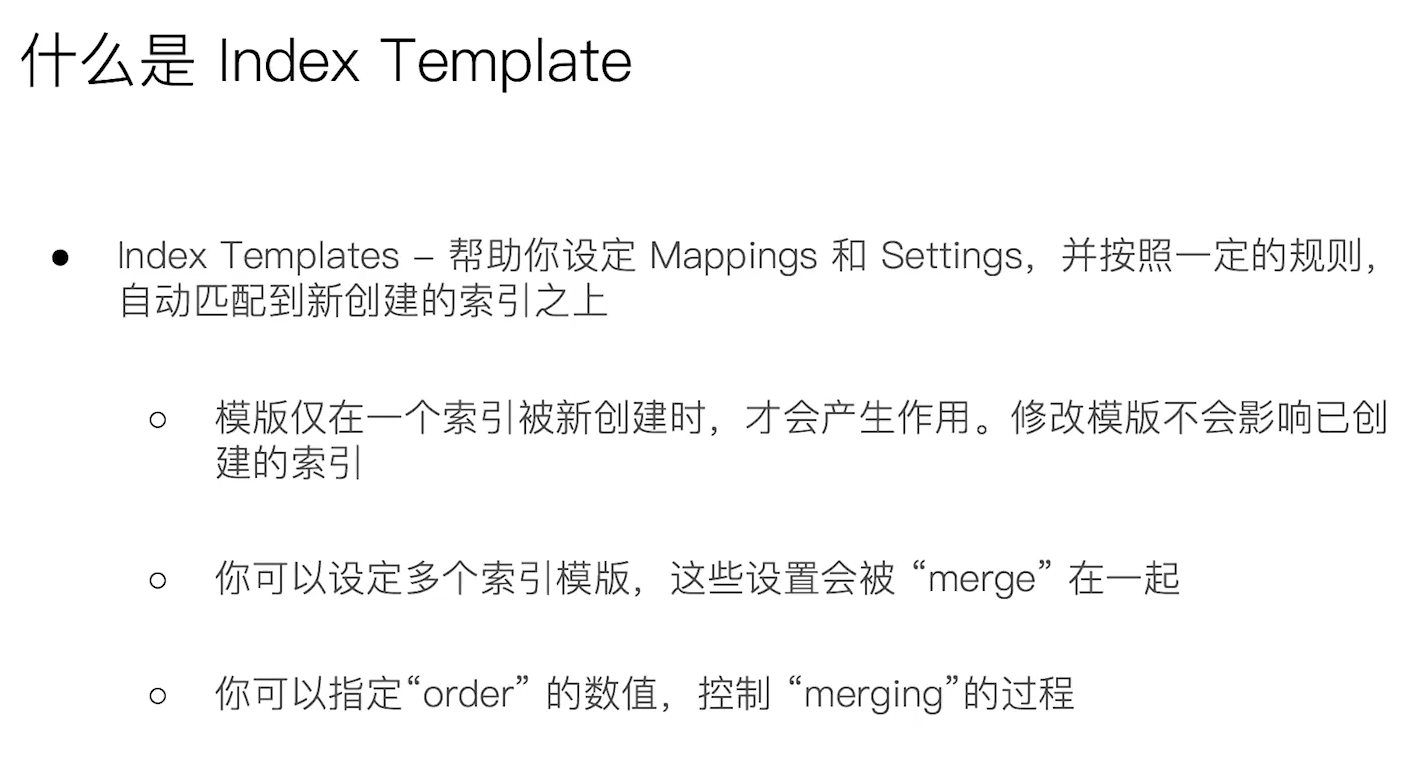 什么是 Index Template
● Index Templates – 帮助你设定 Mappings 和 Settings，并按照一定的规则，
自动匹配到新创建的索引之上
○ 模版仅在一个索引被新创建时，才会产生作用。修改模版不会影响已创
建的索引
○ 你可以设定多个索引模版，这些设置会被 “merge” 在一起
○ 你可以指定“order” 的数值，控制 “merging”的过程